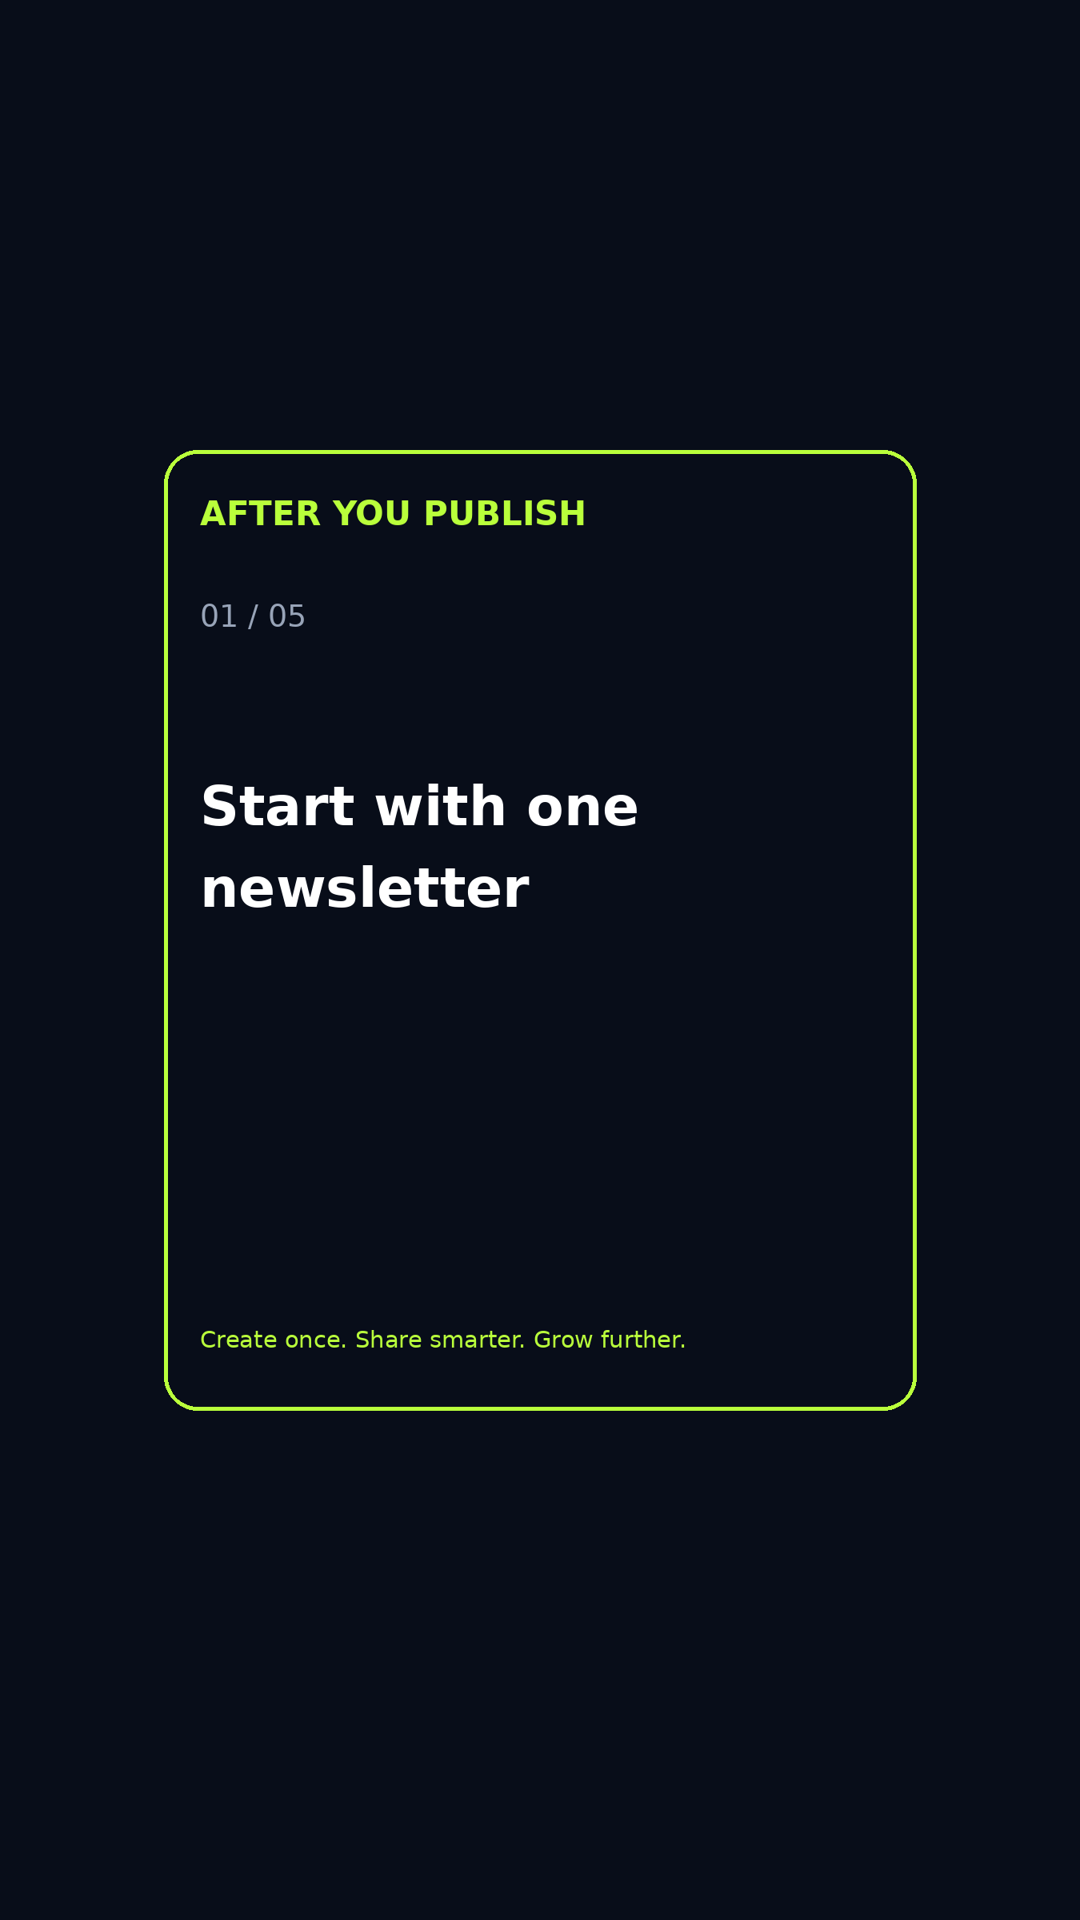 AFTER YOU PUBLISH
01 / 05
Start with one
newsletter
Create once. Share smarter. Grow further.